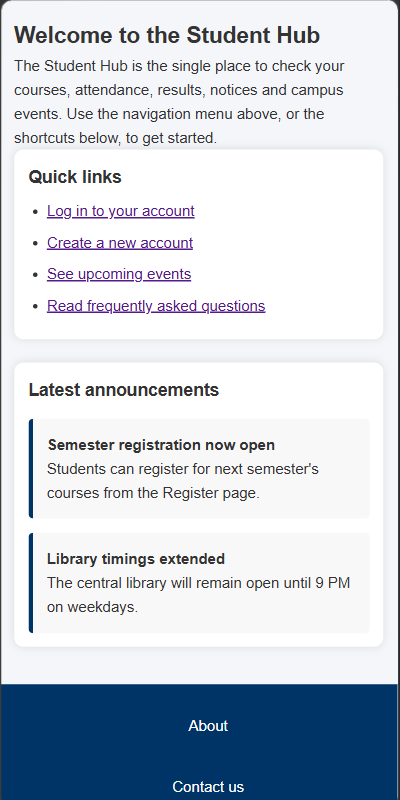 Welcome to the Student Hub
The Student Hub is the single place to check your
courses, attendance, results, notices and campus
events. Use the navigation menu above, or the
shortcuts below, to get started.
Quick links
Log in to your account
Create a new account
See upcoming events
Read frequently asked questions
Latest announcements
Semester registration now open
Students can register for next semester's
courses from the Register page.
Library timings extended
The central library will remain open until 9 PM
on weekdays.
About
Contact us